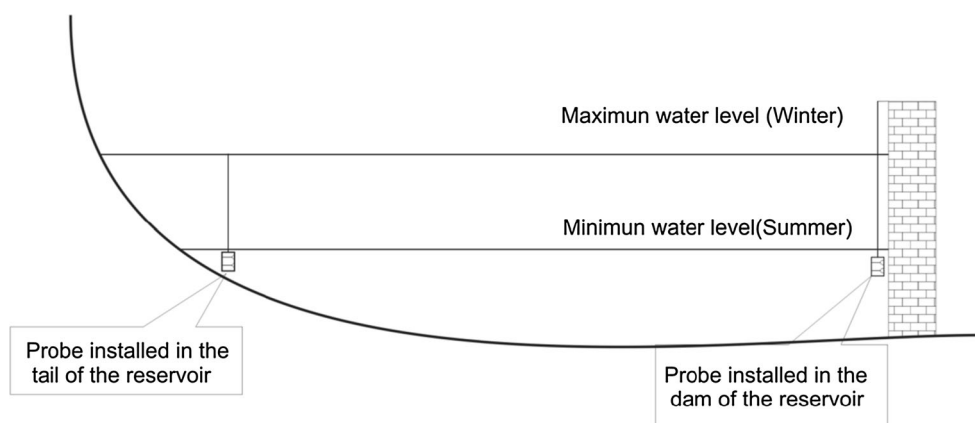 Maximun water level (Winter)
Minimun water level(Summer)
Probe installed in the
tail of the reservoir
Probe installed in the
dam of the reservoir